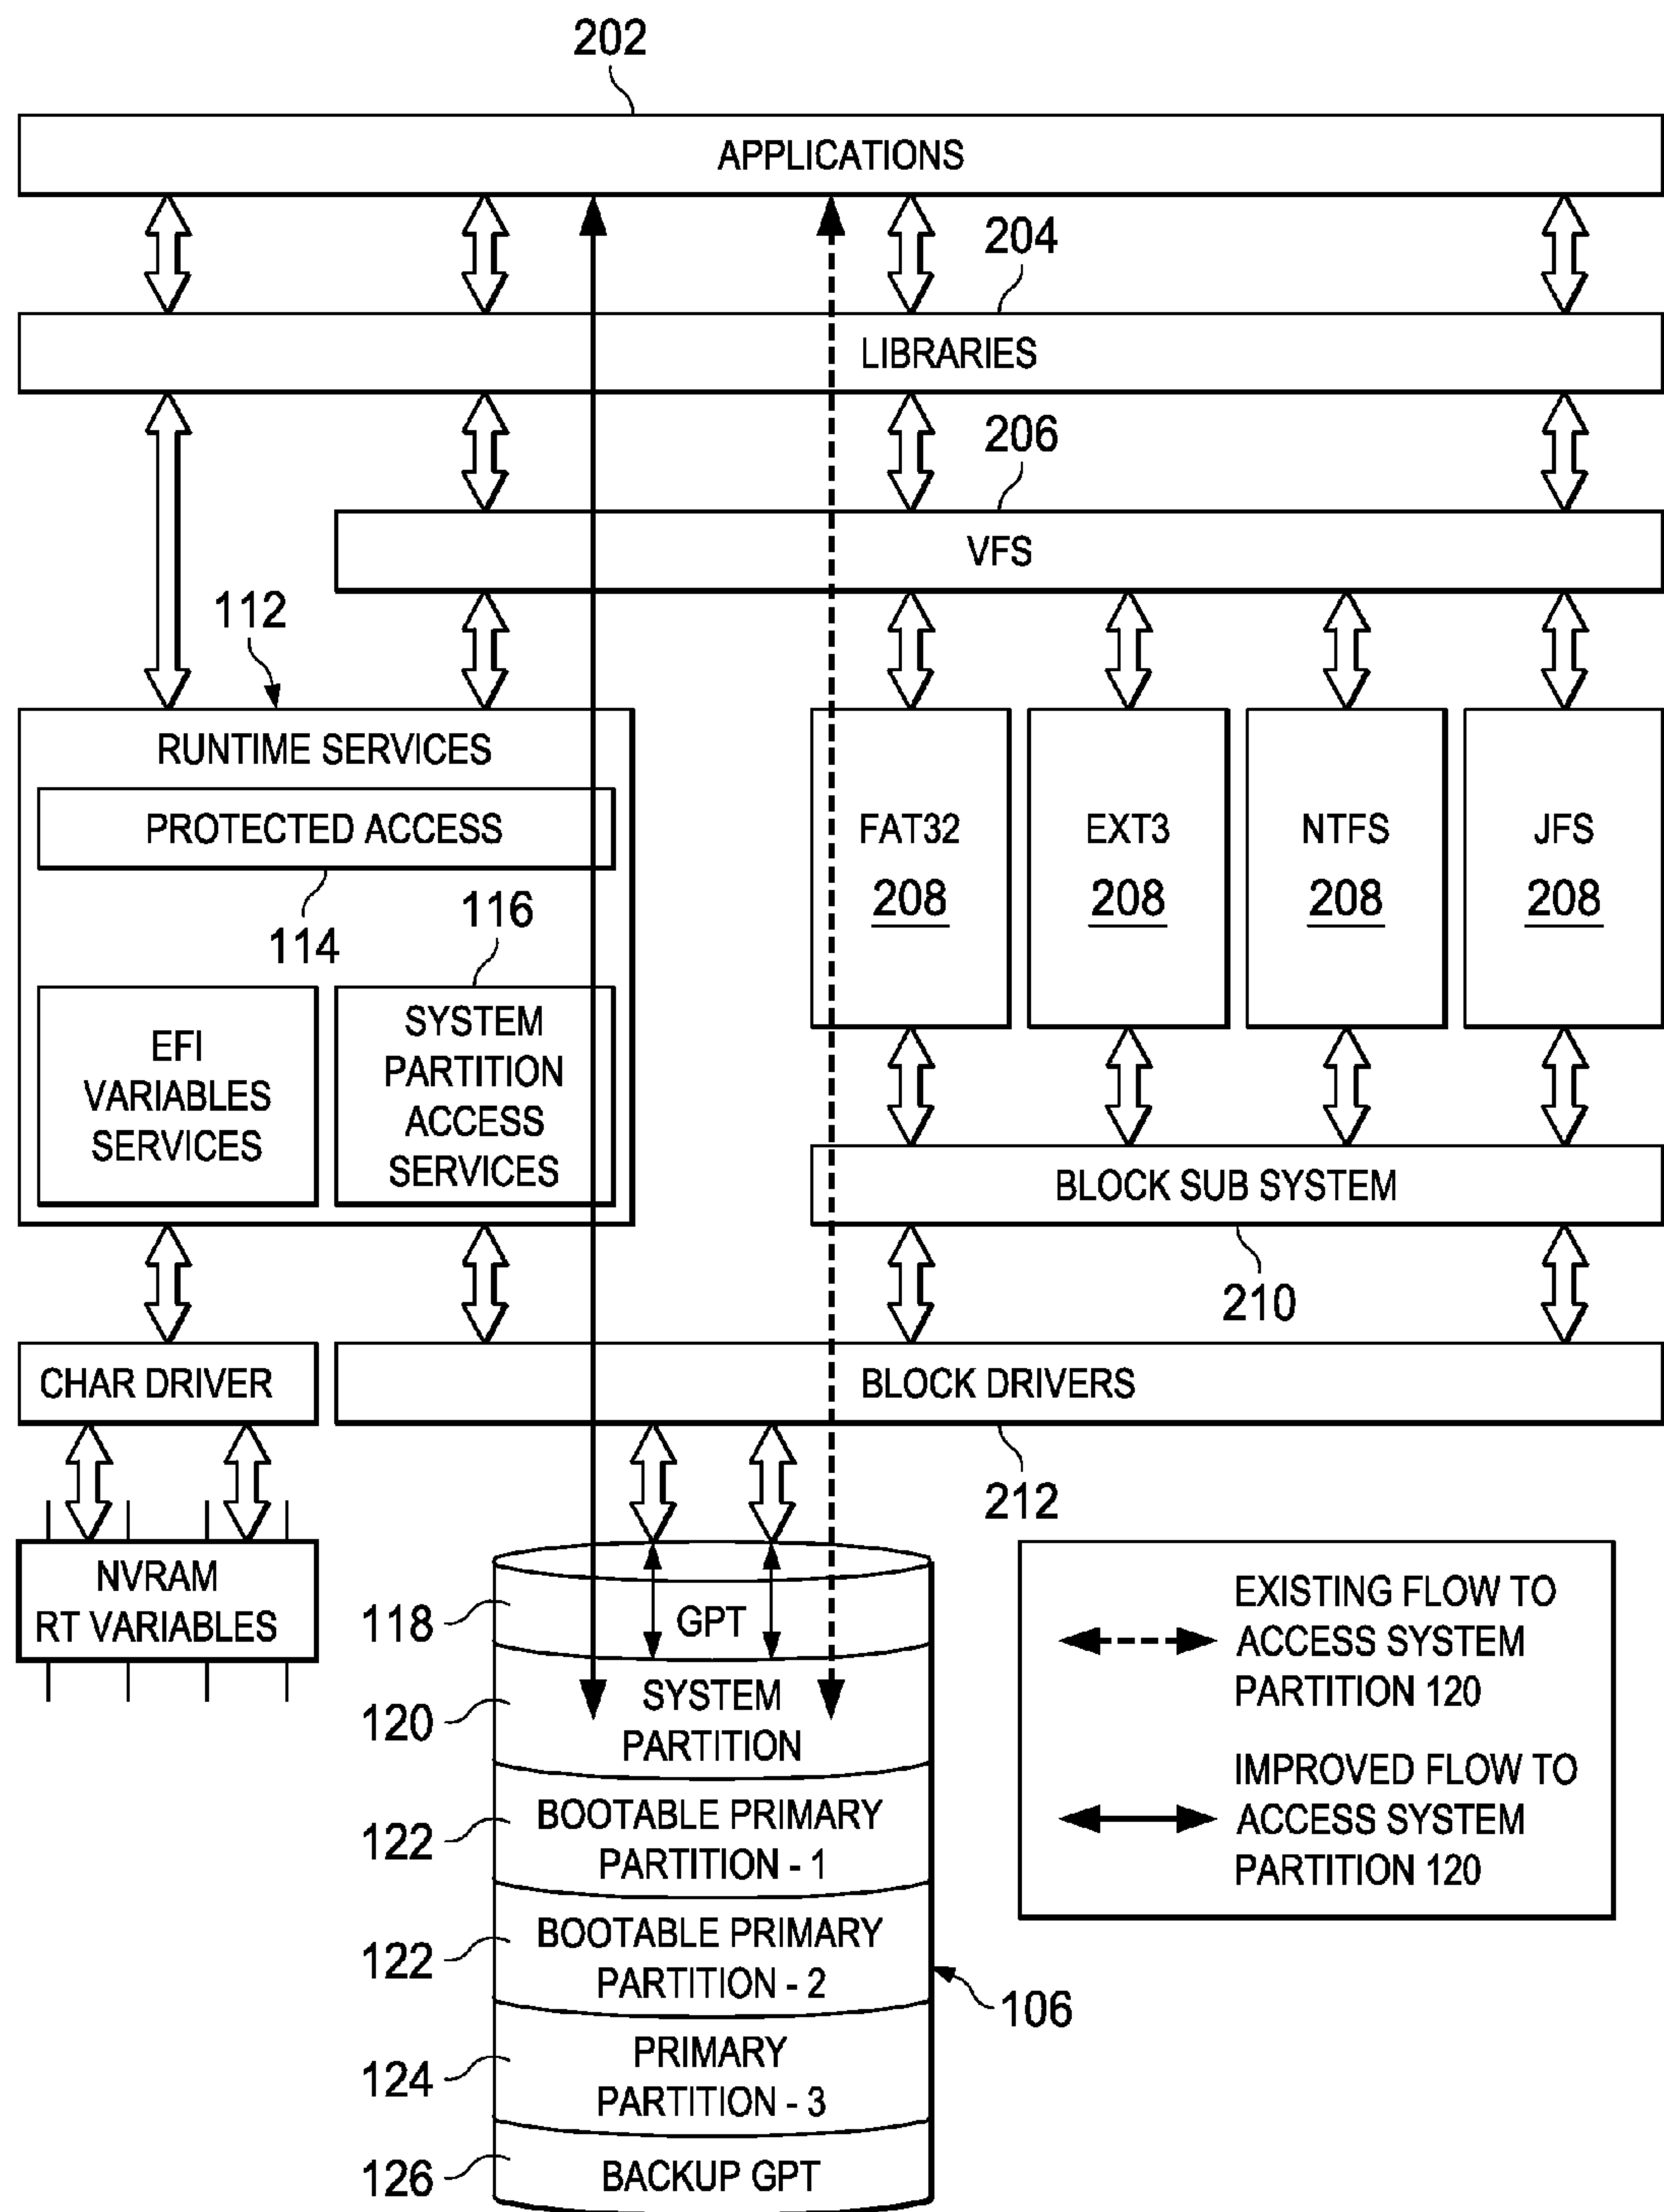 202
APPLICATIONS
204
LIBRARIES
206
VFS
112
RUNTIME SERVICES
PROTECTED ACCESS
114
116
EFI
VARIABLES
SERVICES
SYSTEM
PARTITION
ACCESS
SERVICES
FAT32
208
EXT3
208
NTFS
208
JFS
208
BLOCK SUB SYSTEM
210
CHAR DRIVER
BLOCK DRIVERS
212
NVRAM
RT VARIABLES
118
GPT
120
SYSTEM
PARTITION
122
BOOTABLE PRIMARY
PARTITION - 1
122
BOOTABLE PRIMARY
PARTITION - 2
106
124
PRIMARY
PARTITION - 3
126
BACKUP GPT
EXISTING FLOW TO
ACCESS SYSTEM
PARTITION 120
IMPROVED FLOW TO
ACCESS SYSTEM
PARTITION 120